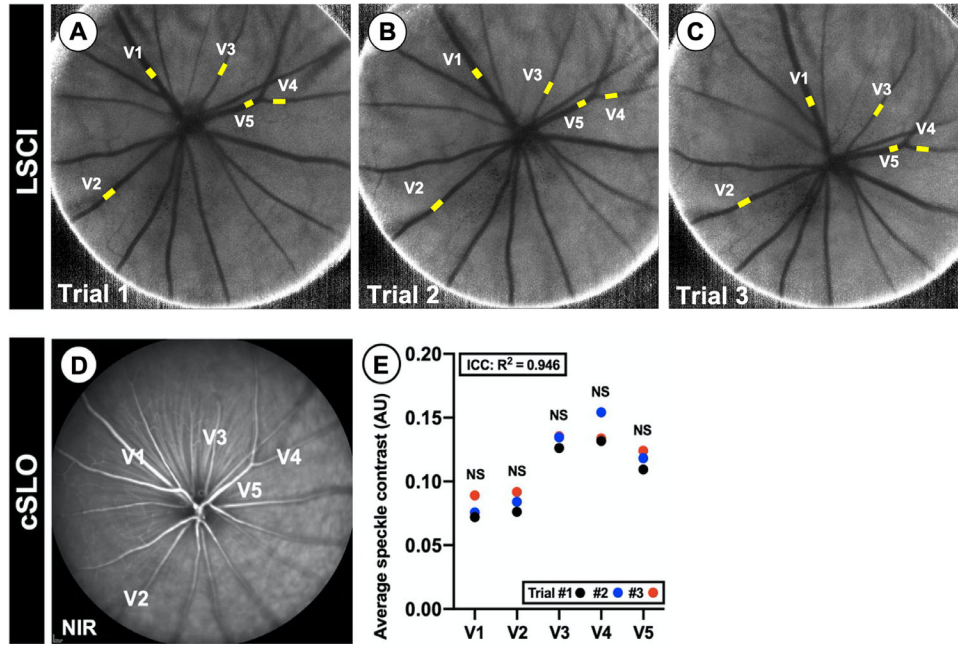 LSCI
A
V1
V3
V4
V5
V2
Trial 1
B
V1
V3
V5
V4
V2
Trial 2
C
V1
V3
V4
V5
V2
Trial 3
cSLO
D
V3
V1
V4
V5
V2
NIR
E
Average speckle contrast (AU)
0.20
0.15
0.10
0.05
0.00
ICC: R² = 0.946
NS
NS
NS
NS
NS
Trial #1 #2 #3
V1 V2 V3 V4 V5